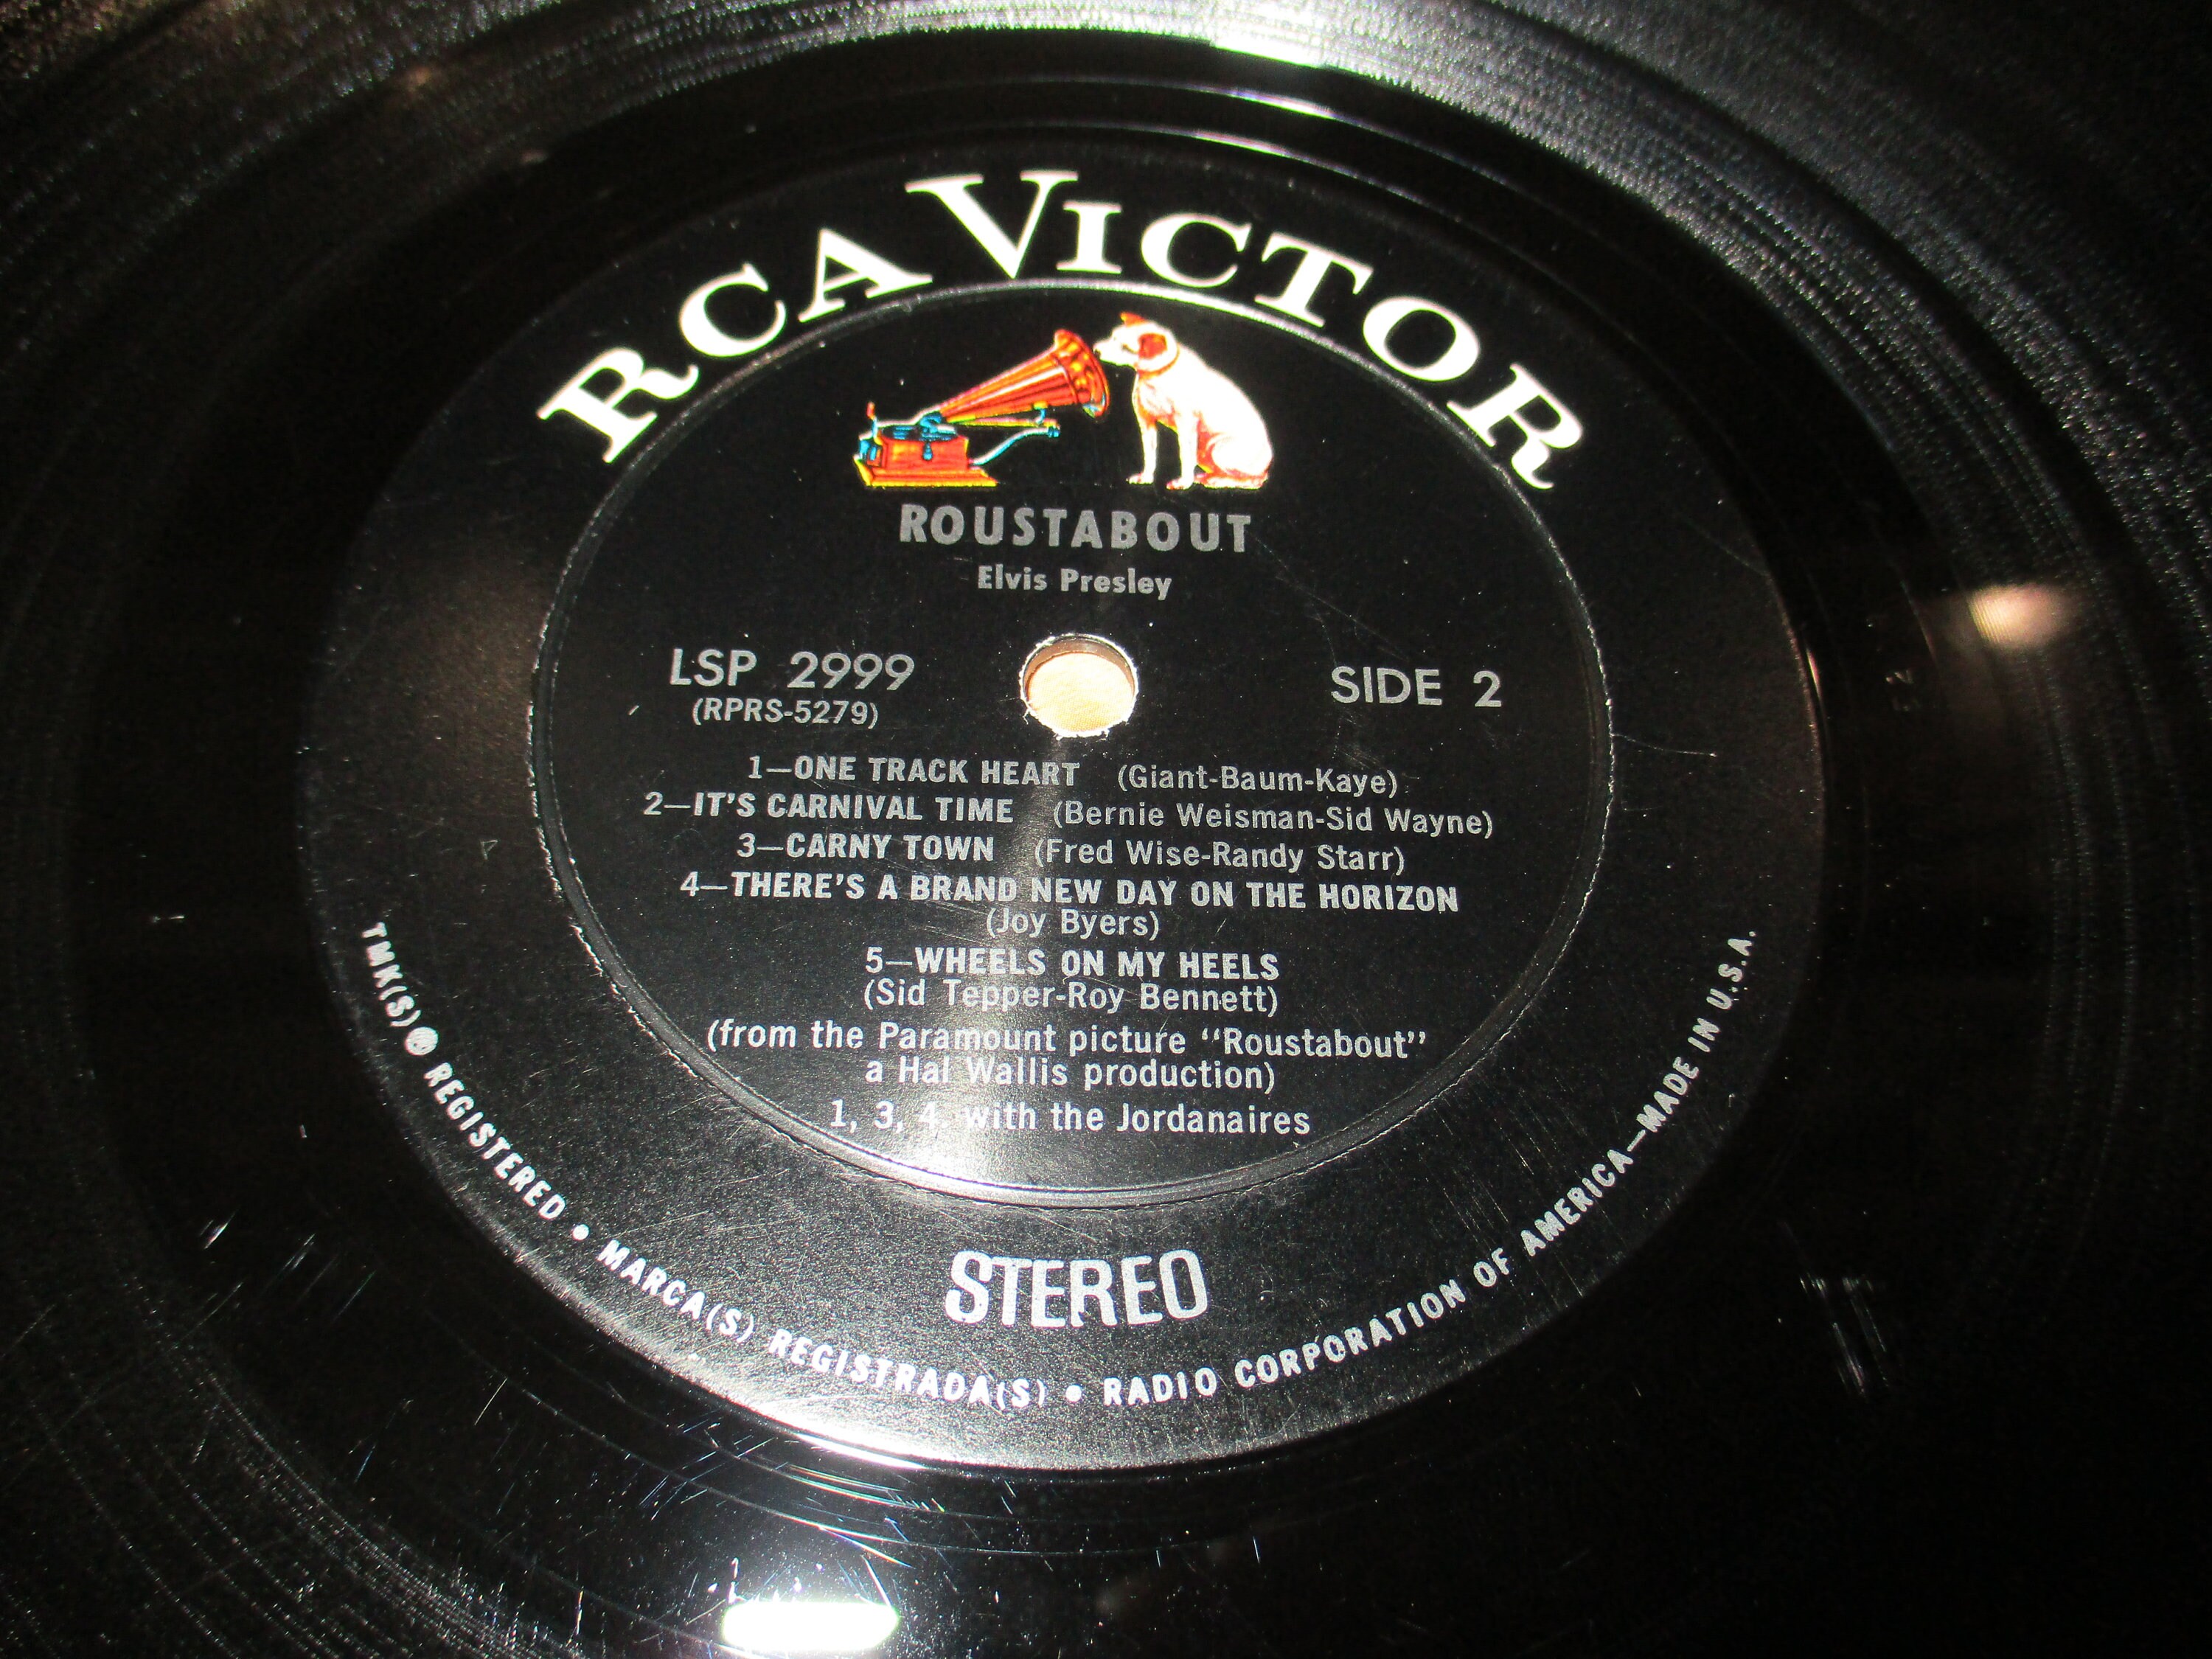 RCA VICTOR
ROUSTABOUT
Elvis Presley
LSP 2999
(RPRS-5279)
SIDE 2
1—ONE TRACK HEART (Giant-Baum-Kaye)
2—IT'S CARNIVAL TIME (Bernie Weisman-Sid Wayne)
3—CARNY TOWN (Fred Wise-Randy Starr)
4—THERE'S A BRAND NEW DAY ON THE HORIZON
(Joy Byers)
5—WHEELS ON MY HEELS
(Sid Tepper-Roy Bennett)
(from the Paramount picture "Roustabout"
a Hal Wallis production)
1, 3, 4. with the Jordanaires
STEREO
TMK(S) ® REGISTERED • MARCA(S) REGISTRADA(S) • RADIO CORPORATION OF AMERICA—MADE IN U.S.A.